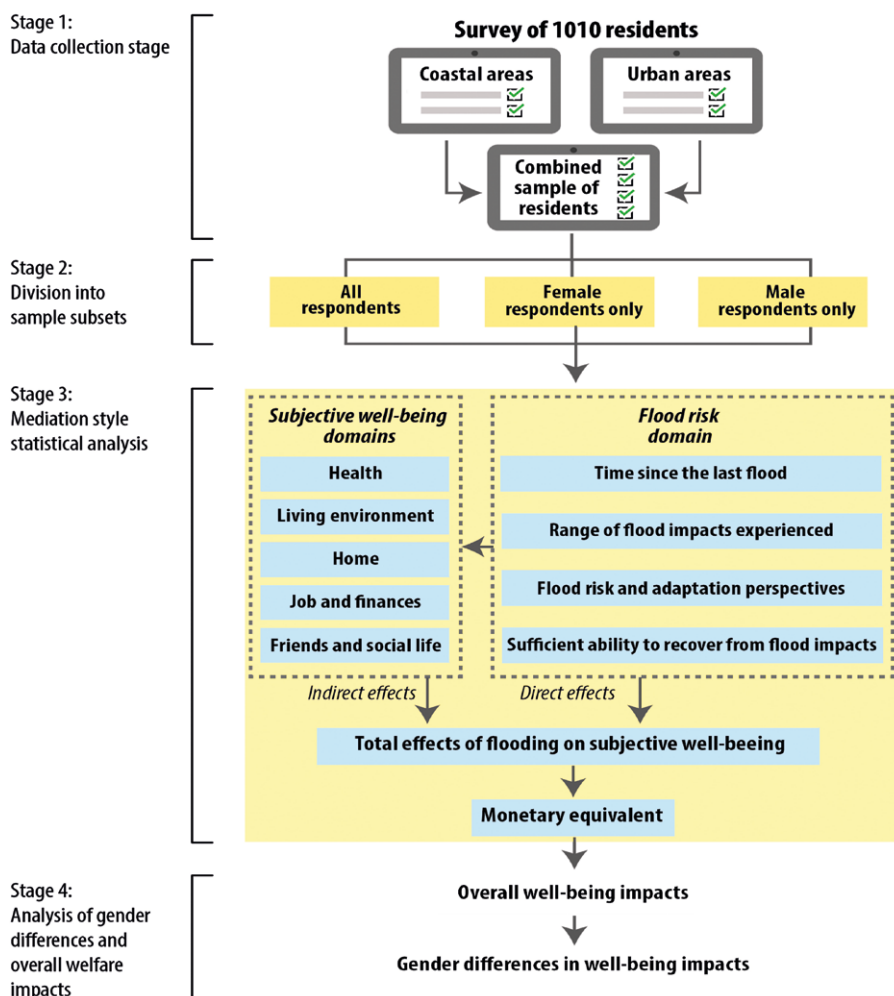 Stage 1:
Data collection stage
Survey of 1010 residents
Coastal areas
Urban areas
Combined
sample of
residents
Stage 2:
Division into
sample subsets
All
respondents
Female
respondents only
Male
respondents only
Stage 3:
Mediation style
statistical analysis
Subjective well-being
domains
Health
Living environment
Home
Job and finances
Friends and social life
Flood risk
domain
Time since the last flood
Range of flood impacts experienced
Flood risk and adaptation perspectives
Sufficient ability to recover from flood impacts
Indirect effects
Direct effects
Total effects of flooding on subjective well-beeing
Monetary equivalent
Stage 4:
Analysis of gender
differences and
overall welfare
impacts
Overall well-being impacts
Gender differences in well-being impacts